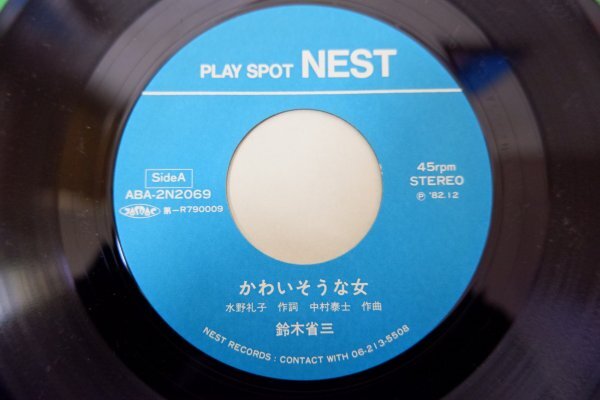 PLAY SPOT NEST
SideA
ABA-2N2069
第-R790009
45rpm
STEREO
Ⓟ '82.12
かわいそうな女
水野礼子 作詞 中村泰士 作曲
鈴木省三
NEST RECORDS : CONTACT WITH 06-213-5508